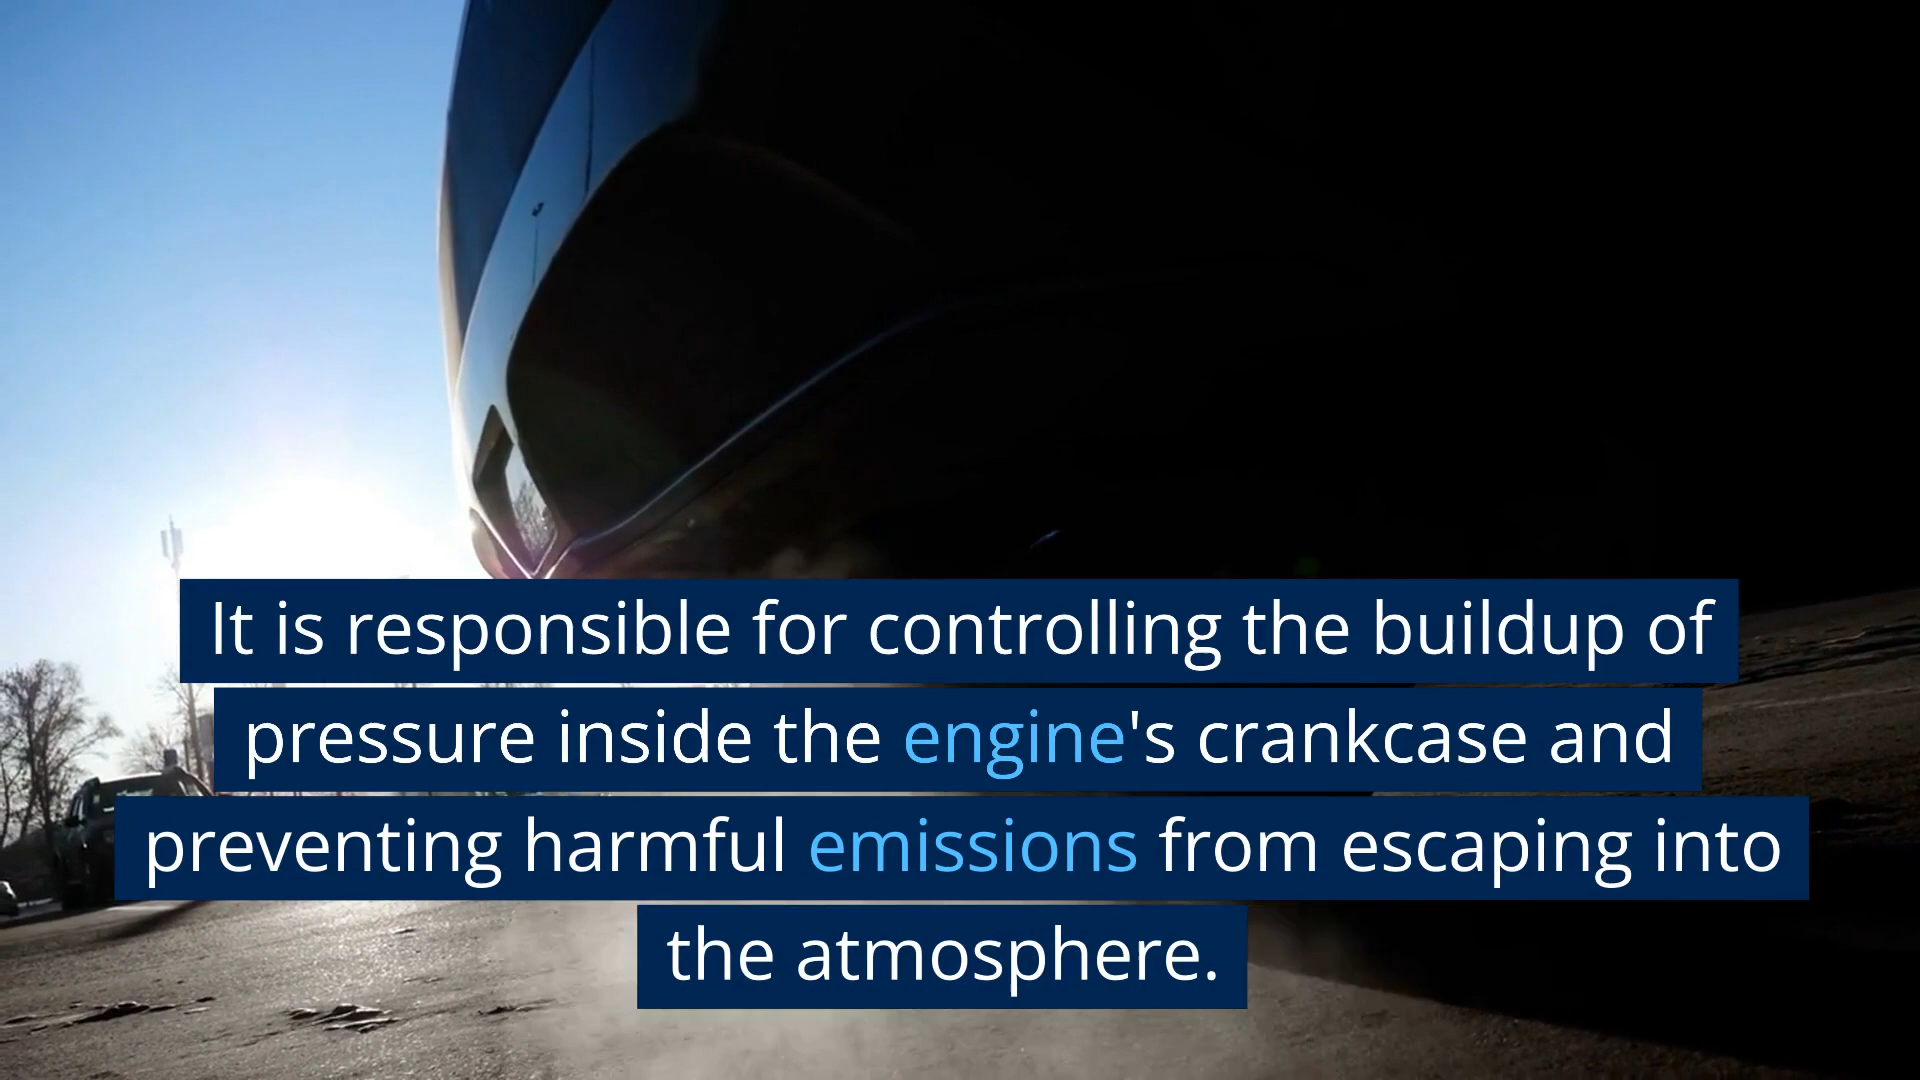 It is responsible for controlling the buildup of
pressure inside the engine's crankcase and
preventing harmful emissions from escaping into
the atmosphere.